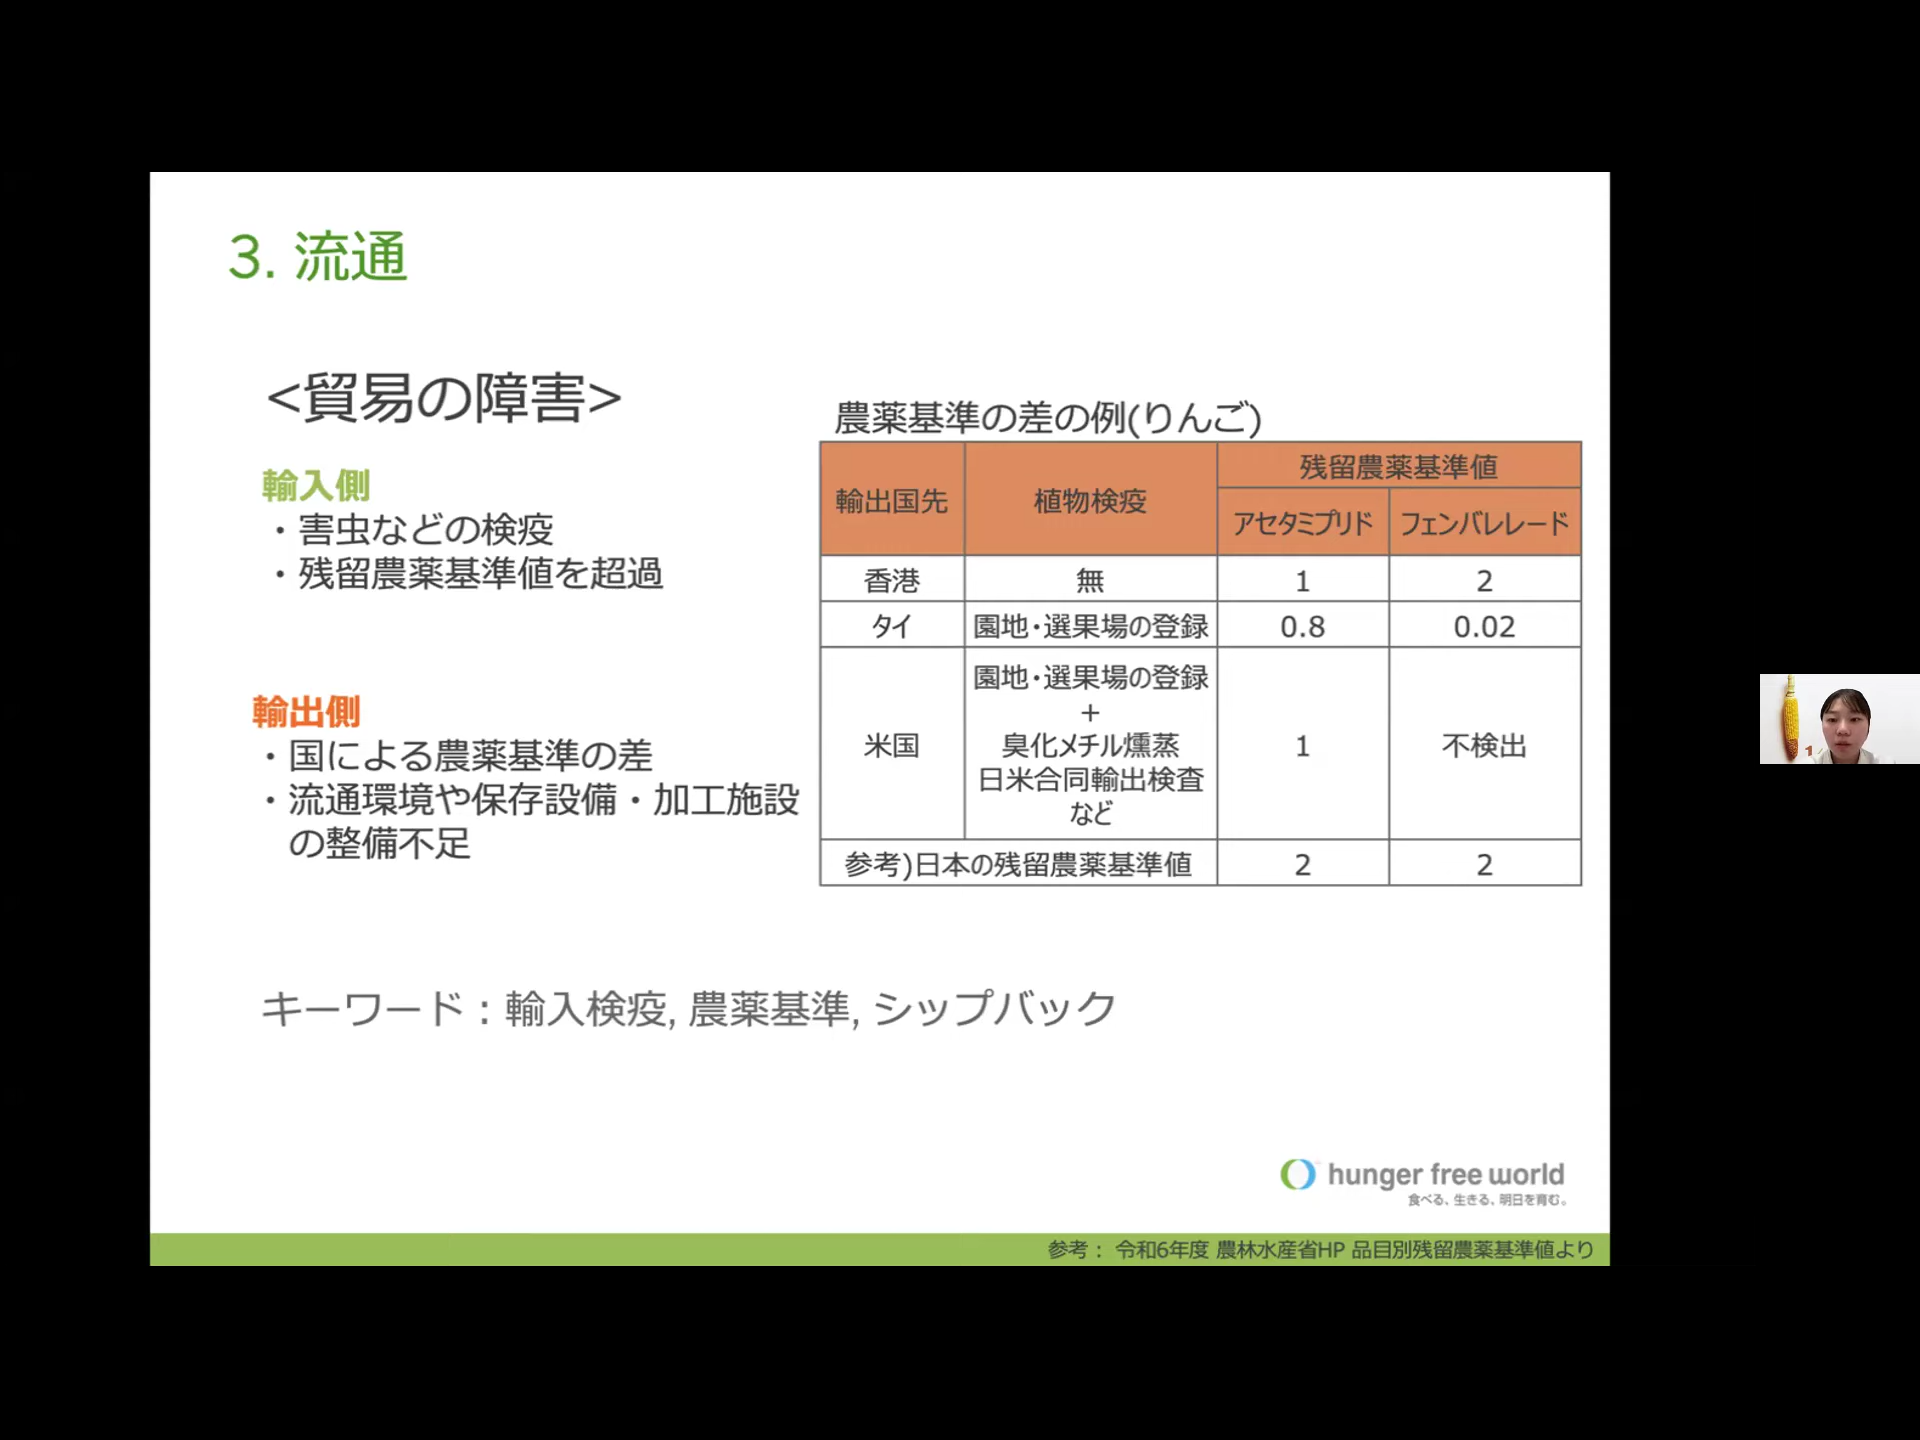 3. 流通
<貿易の障害>
輸入側
・害虫などの検疫
・残留農薬基準値を超過
輸出側
・国による農薬基準の差
・流通環境や保存設備・加工施設
の整備不足
農薬基準の差の例(りんご)
輸出国先 植物検疫 残留農薬基準値
アセタミプリド フェンバレレード
香港 無 1 2
タイ 園地・選果場の登録 0.8 0.02
米国 園地・選果場の登録
+
臭化メチル燻蒸
日米合同輸出検査
など
1 不検出
参考)日本の残留農薬基準値 2 2
キーワード：輸入検疫, 農薬基準, シップバック
hunger free world
食べる、生きる、明日を育む。
参考： 令和6年度 農林水産省HP 品目別残留農薬基準値より